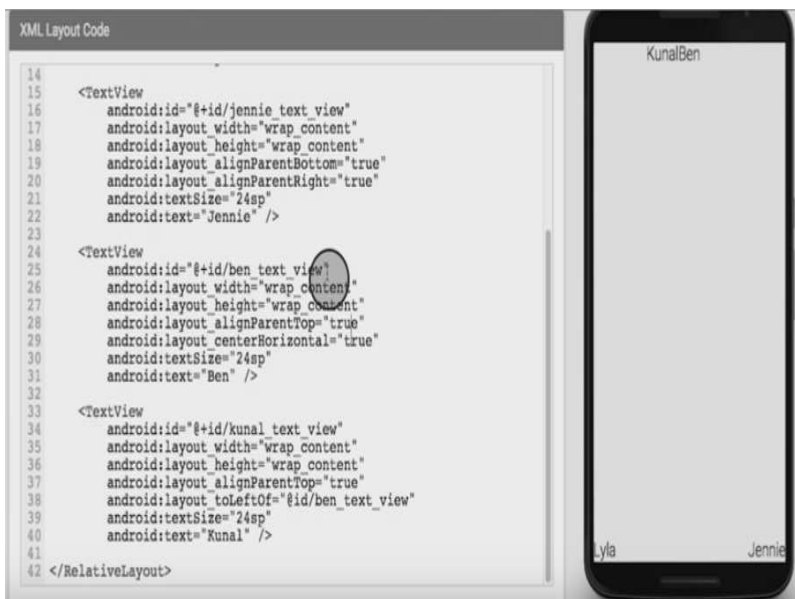 XML Layout Code
14
15 <TextView
16 android:id="@+id/jennie_text_view"
17 android:layout_width="wrap_content"
18 android:layout_height="wrap_content"
19 android:layout_alignParentBottom="true"
20 android:layout_alignParentRight="true"
21 android:textSize="24sp"
22 android:text="Jennie" />
23
24 <TextView
25 android:id="@+id/ben_text_view"
26 android:layout_width="wrap_content"
27 android:layout_height="wrap_content"
28 android:layout_alignParentTop="true"
29 android:layout_centerHorizontal="true"
30 android:textSize="24sp"
31 android:text="Ben" />
32
33 <TextView
34 android:id="@+id/kunal_text_view"
35 android:layout_width="wrap_content"
36 android:layout_height="wrap_content"
37 android:layout_alignParentTop="true"
38 android:layout_toLeftOf="@id/ben_text_view"
39 android:textSize="24sp"
40 android:text="Kunal" />
41
42 </RelativeLayout>
KunalBen
Lyla Jennie